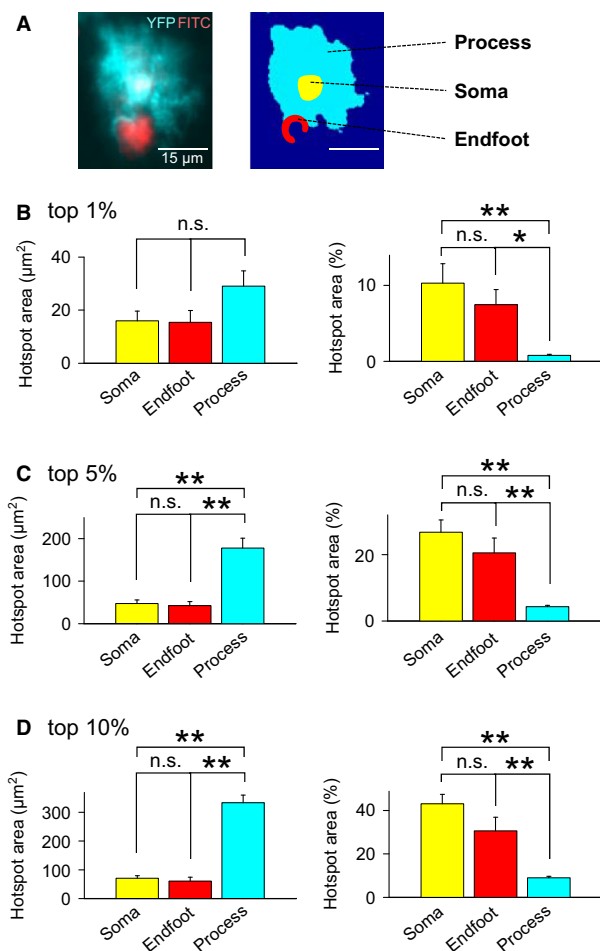 A
YFP FITC
15 µm
Process
Soma
Endfoot
B top 1%
Hotspot area (µm²)
40
20
0
n.s.
Soma
Endfoot
Process
Hotspot area (%)
10
0
**
n.s.
*
Soma
Endfoot
Process
C top 5%
Hotspot area (µm²)
200
100
0
**
n.s.
**
Soma
Endfoot
Process
Hotspot area (%)
20
0
**
n.s.
**
Soma
Endfoot
Process
D top 10%
Hotspot area (µm²)
300
200
100
0
**
n.s.
**
Soma
Endfoot
Process
Hotspot area (%)
40
20
0
**
n.s.
**
Soma
Endfoot
Process